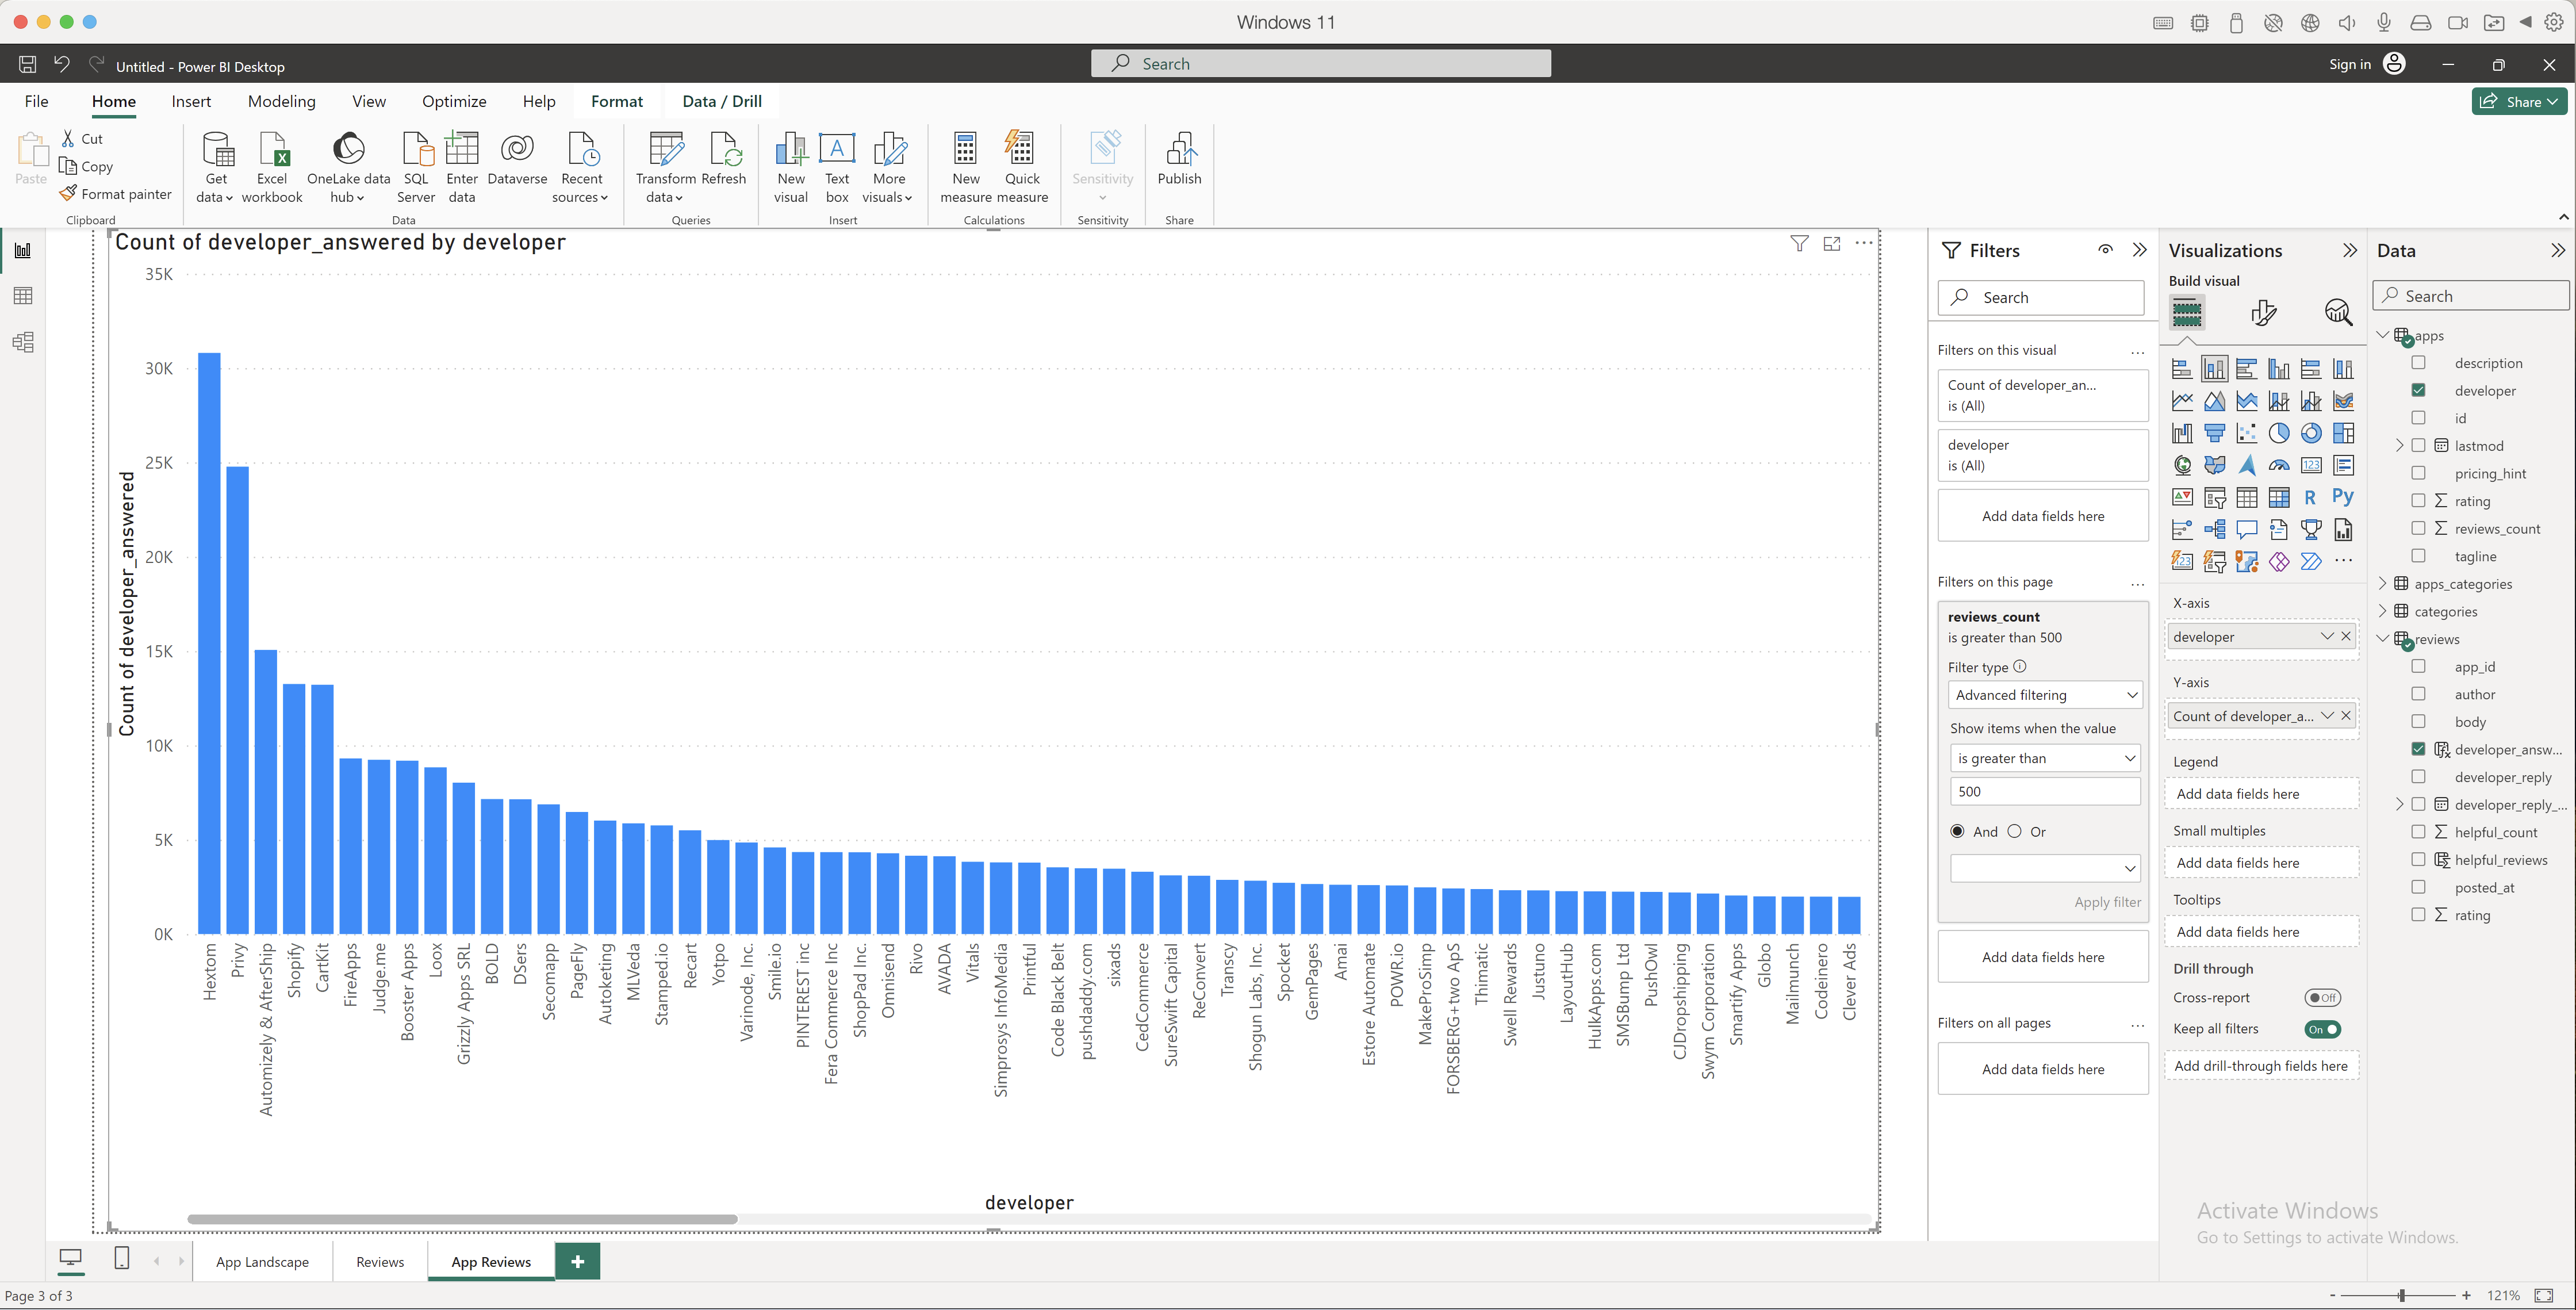 Windows 11
Untitled - Power BI Desktop
Search
Sign in
File
Home
Insert
Modeling
View
Optimize
Help
Format
Data / Drill
Share
Paste
Cut
Copy
Format painter
Clipboard
Get data
Excel workbook
OneLake data hub
SQL Server
Enter data
Dataverse
Recent sources
Data
Transform data
Refresh
Queries
New visual
Text box
More visuals
Insert
New measure
Quick measure
Calculations
Sensitivity
Sensitivity
Publish
Share
Count of developer_answered by developer
Count of developer_answered
35K
30K
25K
20K
15K
10K
5K
0K
Hextom
Privy
Automizely & AfterShip
Shopify
CartKit
FireApps
Judge.me
Booster Apps
Loox
Grizzly Apps SRL
BOLD
DSers
Secomapp
PageFly
Autoketing
MLVeda
Stamped.io
Recart
Yotpo
Varinode, Inc.
Smile.io
PINTEREST inc
Fera Commerce Inc
ShopPad Inc.
Omnisend
Rivo
AVADA
Vitals
Simprosys InfoMedia
Printful
Code Black Belt
pushdaddy.com
sixads
CedCommerce
SureSwift Capital
ReConvert
Transcy
Shogun Labs, Inc.
Spocket
GemPages
Amai
Estore Automate
POWR.io
MakeProSimp
FORSBERG+two ApS
Thimatic
Swell Rewards
Justuno
LayoutHub
HulkApps.com
SMSBump Ltd
PushOwl
CJDropshipping
Swym Corporation
Smartify Apps
Globo
Mailmunch
Codeinero
Clever Ads
developer
Filters
Search
Filters on this visual
...
Count of developer_an...
is (All)
developer
is (All)
Add data fields here
Filters on this page
...
reviews_count
is greater than 500
Filter type
Advanced filtering
Show items when the value
is greater than
500
And
Or
Apply filter
Add data fields here
Filters on all pages
...
Add data fields here
Visualizations
Build visual
123
R
Py
123
...
X-axis
developer
Y-axis
Count of developer_a...
Legend
Add data fields here
Small multiples
Add data fields here
Tooltips
Add data fields here
Drill through
Cross-report
Off
Keep all filters
On
Add drill-through fields here
Data
Search
apps
description
developer
id
lastmod
pricing_hint
rating
reviews_count
tagline
apps_categories
categories
reviews
app_id
author
body
developer_answ...
developer_reply
developer_reply_...
helpful_count
helpful_reviews
posted_at
rating
Activate Windows
Go to Settings to activate Windows.
App Landscape
Reviews
App Reviews
+
Page 3 of 3
- + 121%